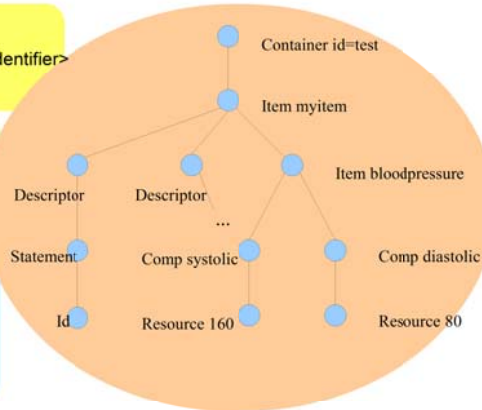 dentifier>
Container id=test
Item myitem
Item bloodpressure
Descriptor
Descriptor
...
Statement
Comp systolic
Comp diastolic
Id
Resource 160
Resource 80